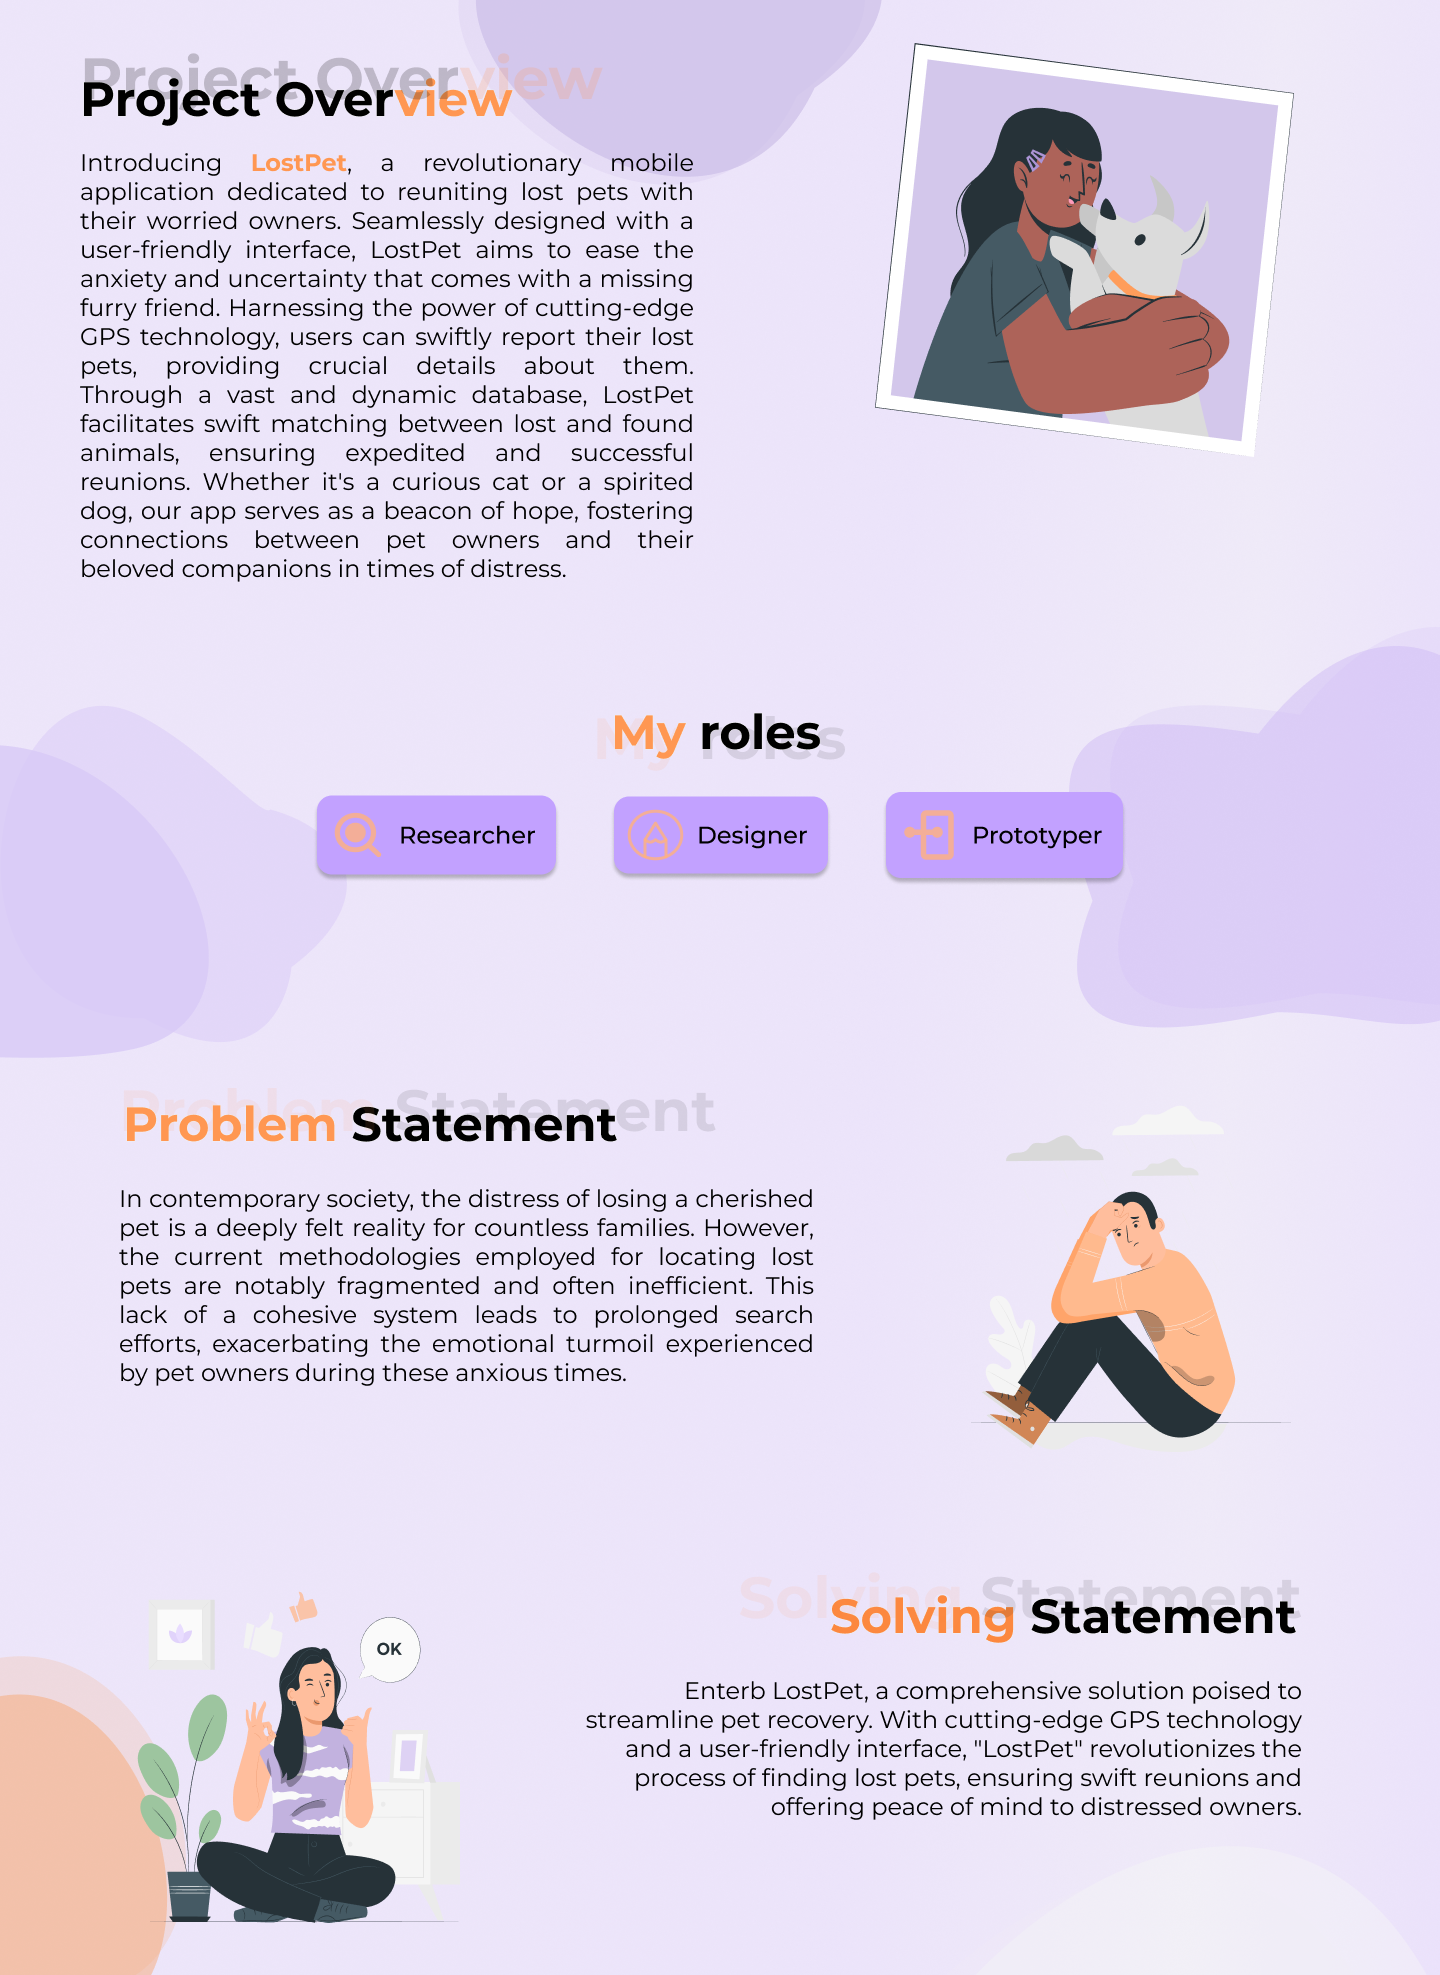 Project Overview
Project Overview
Introducing LostPet, a revolutionary mobile
application dedicated to reuniting lost pets with
their worried owners. Seamlessly designed with a
user-friendly interface, LostPet aims to ease the
anxiety and uncertainty that comes with a missing
furry friend. Harnessing the power of cutting-edge
GPS technology, users can swiftly report their lost
pets, providing crucial details about them.
Through a vast and dynamic database, LostPet
facilitates swift matching between lost and found
animals, ensuring expedited and successful
reunions. Whether it's a curious cat or a spirited
dog, our app serves as a beacon of hope, fostering
connections between pet owners and their
beloved companions in times of distress.
My roles
My roles
Researcher
Designer
Prototyper
Problem Statement
Problem Statement
In contemporary society, the distress of losing a cherished
pet is a deeply felt reality for countless families. However,
the current methodologies employed for locating lost
pets are notably fragmented and often inefficient. This
lack of a cohesive system leads to prolonged search
efforts, exacerbating the emotional turmoil experienced
by pet owners during these anxious times.
Solving Statement
Solving Statement
OK
Enterb LostPet, a comprehensive solution poised to
streamline pet recovery. With cutting-edge GPS technology
and a user-friendly interface, "LostPet" revolutionizes the
process of finding lost pets, ensuring swift reunions and
offering peace of mind to distressed owners.